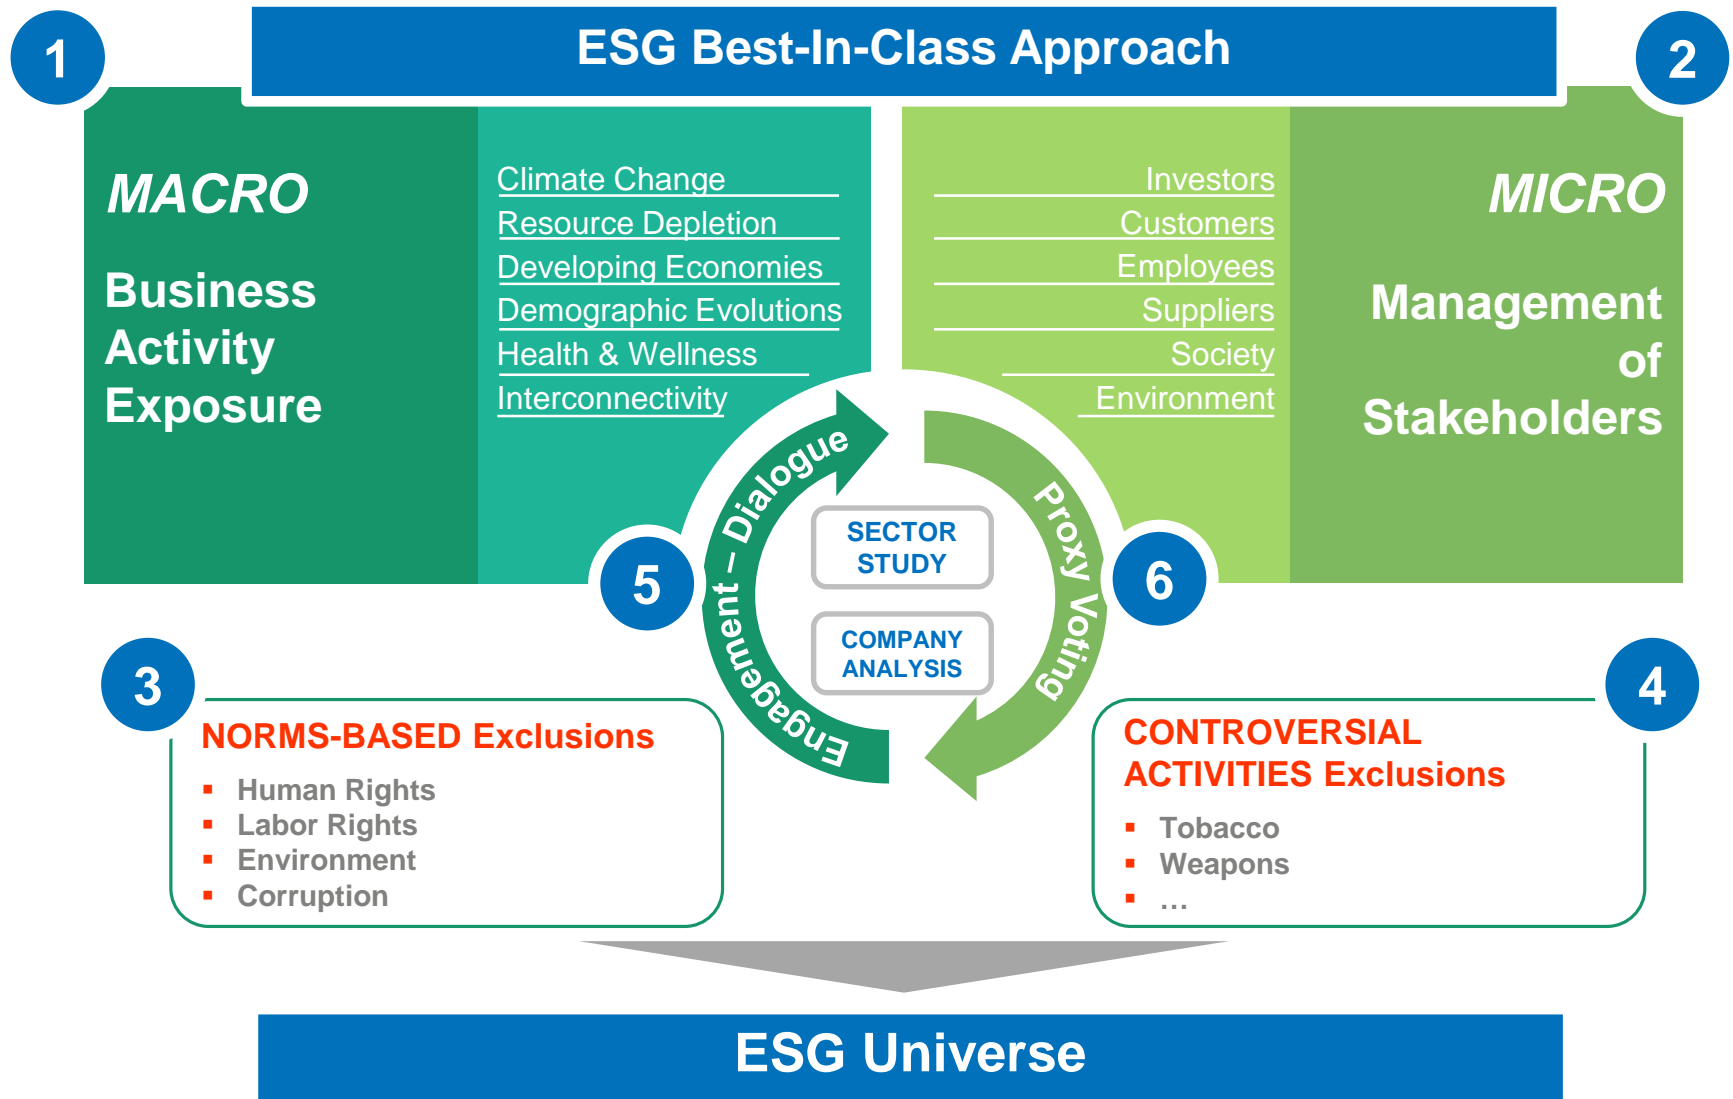 1
ESG Best-In-Class Approach
2
MACRO
Business
Activity
Exposure
Climate Change
Resource Depletion
Developing Economies
Demographic Evolutions
Health & Wellness
Interconnectivity
Investors
Customers
Employees
Suppliers
Society
Environment
MICRO
Management
of
Stakeholders
5
Engagement – Dialogue
SECTOR
STUDY
COMPANY
ANALYSIS
Proxy Voting
6
3
NORMS-BASED Exclusions
▪ Human Rights
▪ Labor Rights
▪ Environment
▪ Corruption
4
CONTROVERSIAL
ACTIVITIES Exclusions
▪ Tobacco
▪ Weapons
▪ …
ESG Universe